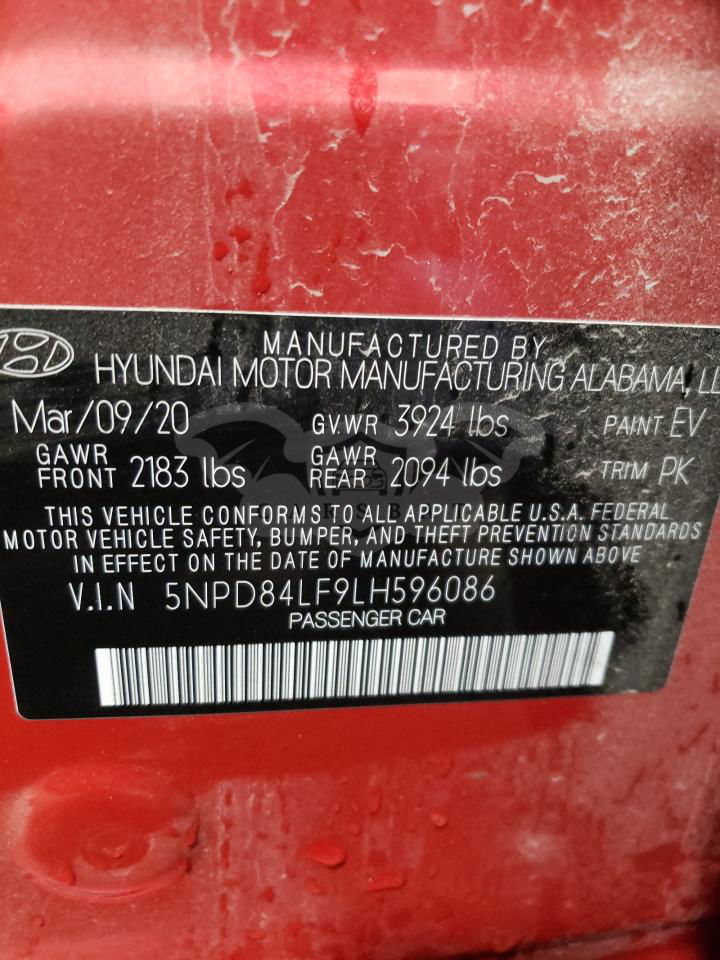 MANUFACTURED BY
HYUNDAI MOTOR MANUFACTURING ALABAMA,
Mar/09/20 GV.WR 3924 lbs PAINT EV
GAWR FRONT 2183 lbs GAWR REAR 2094 lbs TRIM PK
THIS VEHICLE CONFORMS TO ALL APPLICABLE U.S.A. FEDERAL
MOTOR VEHICLE SAFETY, BUMPER, AND THEFT PREVENTION STANDARDS
IN EFFECT ON THE DATE OF MANUFACTURE SHOWN ABOVE
V.I.N 5NPD84LF9LH596086
PASSENGER CAR